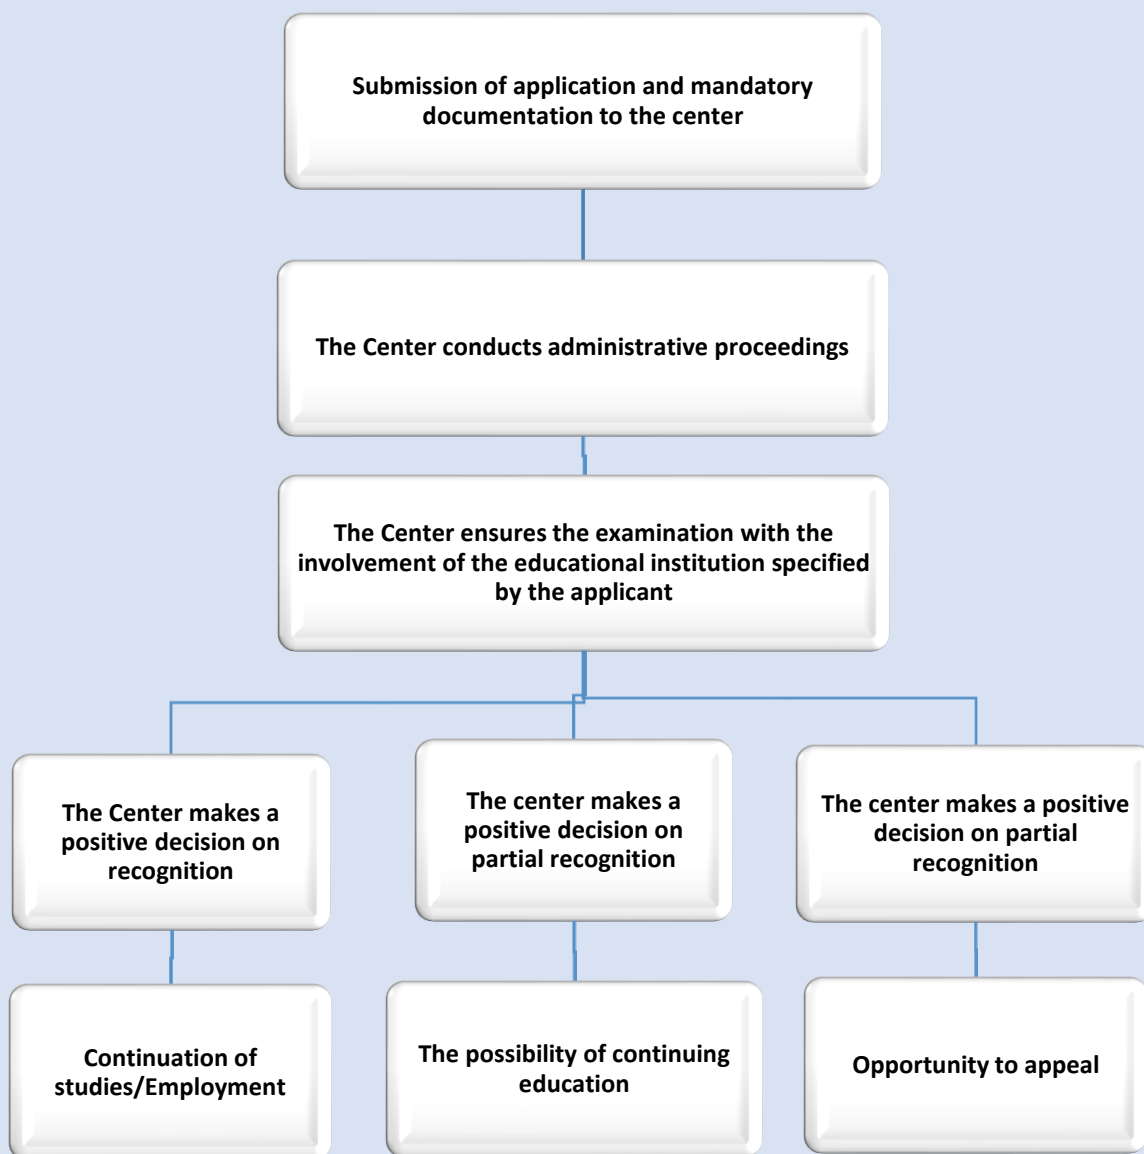 Submission of application and mandatory
documentation to the center
The Center conducts administrative proceedings
The Center ensures the examination with the
involvement of the educational institution specified
by the applicant
The Center makes a
positive decision on
recognition
The center makes a
positive decision on
partial recognition
The center makes a positive
decision on partial
recognition
Continuation of
studies/Employment
The possibility of continuing
education
Opportunity to appeal